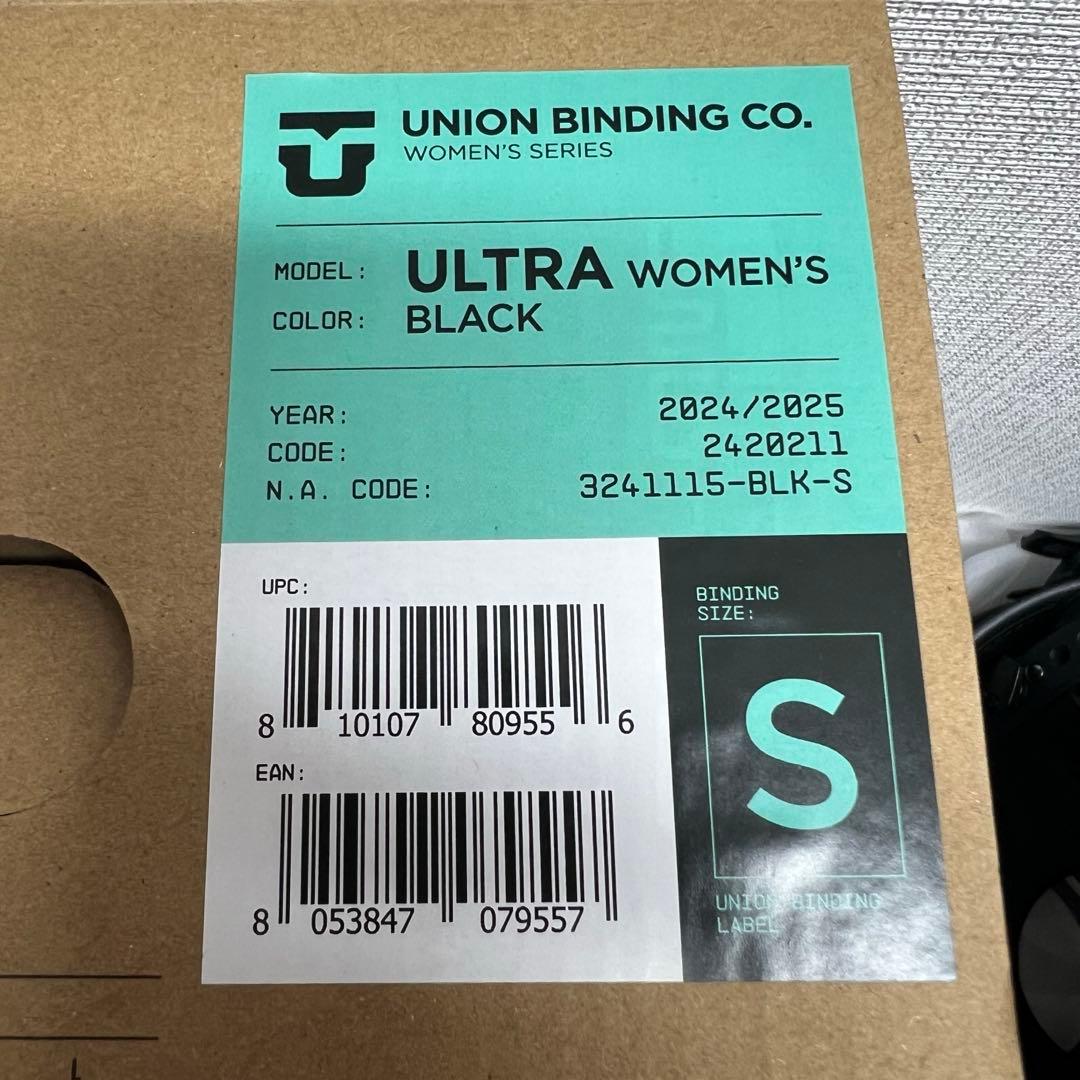 UNION BINDING CO.
WOMEN'S SERIES
MODEL: ULTRA WOMEN'S
COLOR: BLACK
YEAR: 2024/2025
CODE: 2420211
N.A. CODE: 3241115-BLK-S
UPC:
8 10107 80955 6
EAN:
8 053847 079557
BINDING
SIZE:
S
UNION BINDING
LABEL